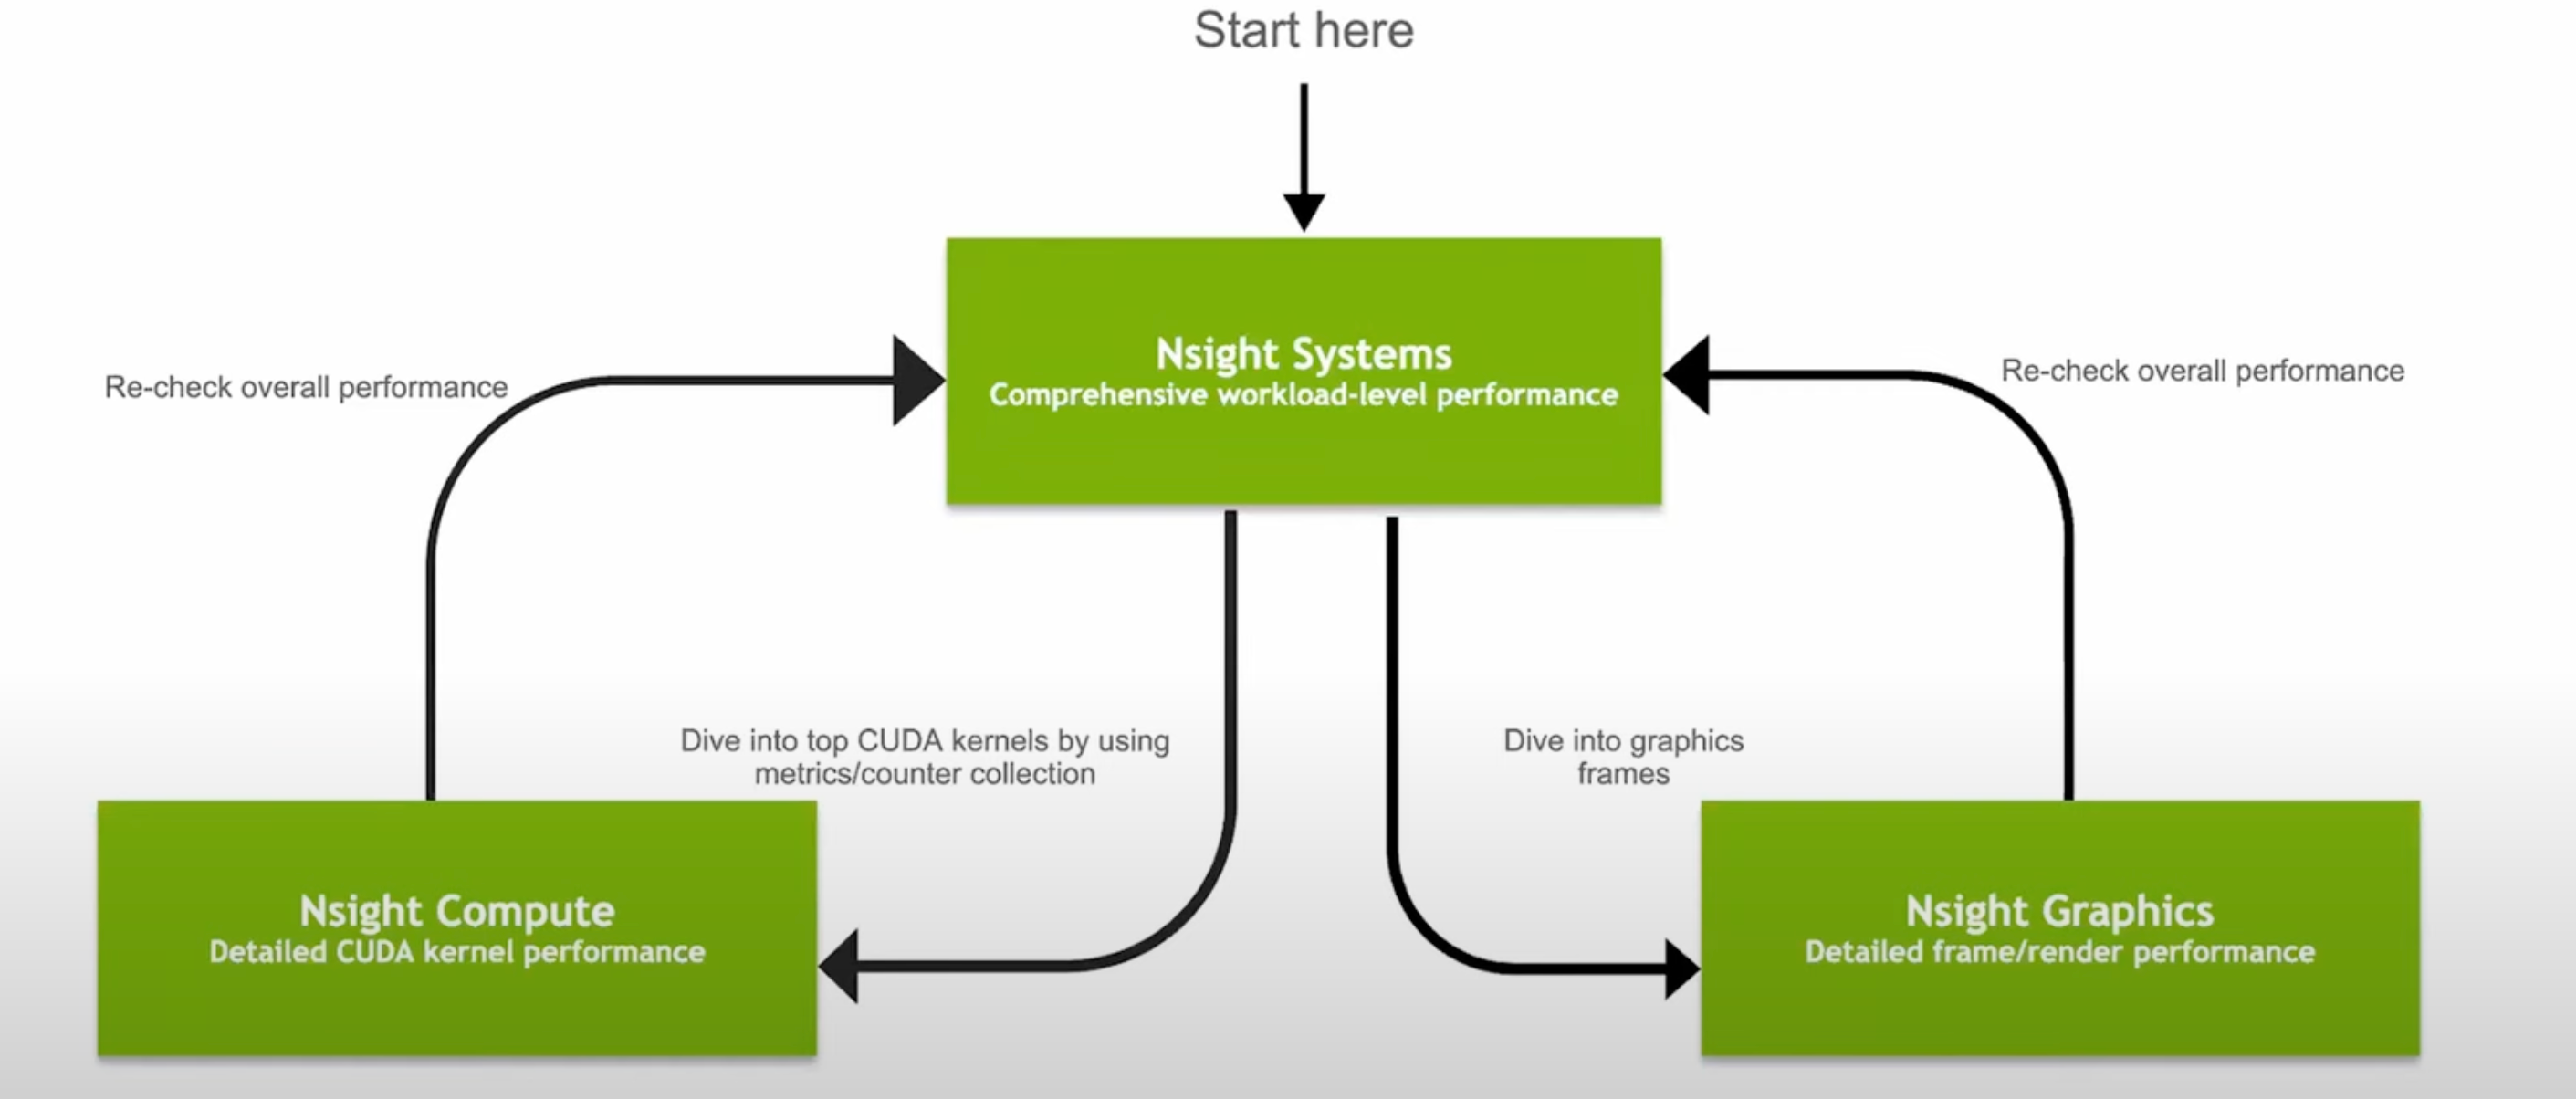 Start here
Nsight Systems
Comprehensive workload-level performance
Re-check overall performance
Re-check overall performance
Dive into top CUDA kernels by using
metrics/counter collection
Dive into graphics
frames
Nsight Compute
Detailed CUDA kernel performance
Nsight Graphics
Detailed frame/render performance